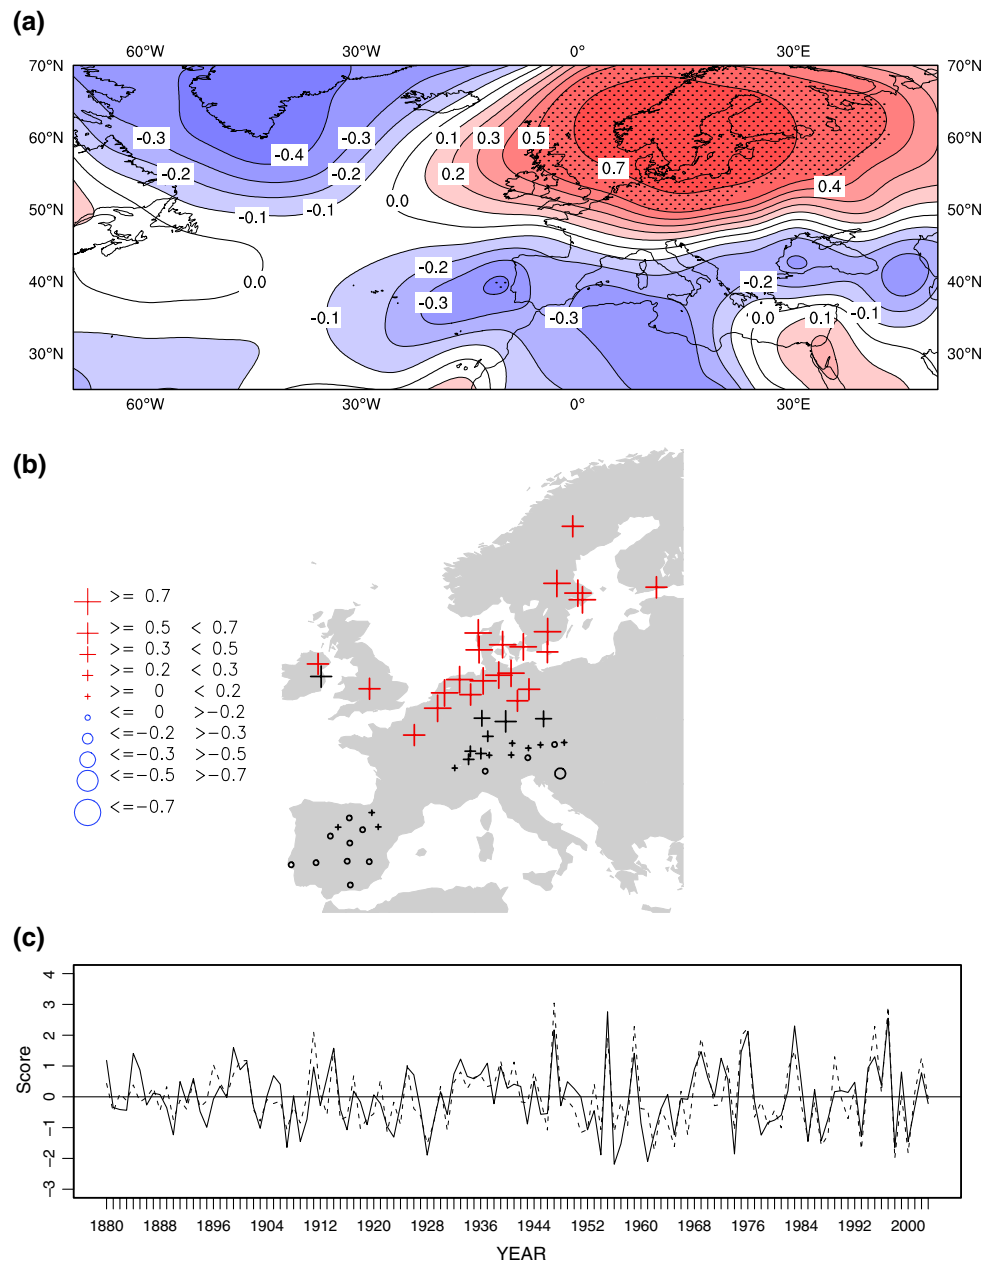 (a)
60°W 30°W 0° 30°E
70°N 70°N
60°N -0.3 -0.3 0.1 0.3 0.5 60°N
-0.4 0.7
-0.2 -0.2 0.2 0.4
50°N -0.1 -0.1 0.0 50°N
40°N 0.0 -0.2 -0.2 40°N
-0.3
-0.1 -0.3 0.0 0.1 -0.1
30°N 30°N
60°W 30°W 0° 30°E
(b)
>= 0.7
>= 0.5 < 0.7
>= 0.3 < 0.5
>= 0.2 < 0.3
>= 0 < 0.2
<= 0 >-0.2
<=-0.2 >-0.3
<=-0.3 >-0.5
<=-0.5 >-0.7
<=-0.7
(c)
Score
4
3
2
1
0
-1
-2
-3
1880 1888 1896 1904 1912 1920 1928 1936 1944 1952 1960 1968 1976 1984 1992 2000
YEAR